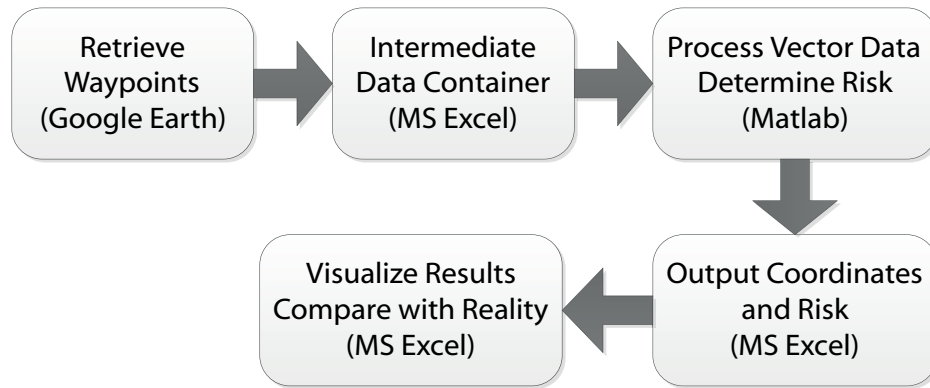 Retrieve
Waypoints
(Google Earth)
Intermediate
Data Container
(MS Excel)
Process Vector Data
Determine Risk
(Matlab)
Output Coordinates
and Risk
(MS Excel)
Visualize Results
Compare with Reality
(MS Excel)